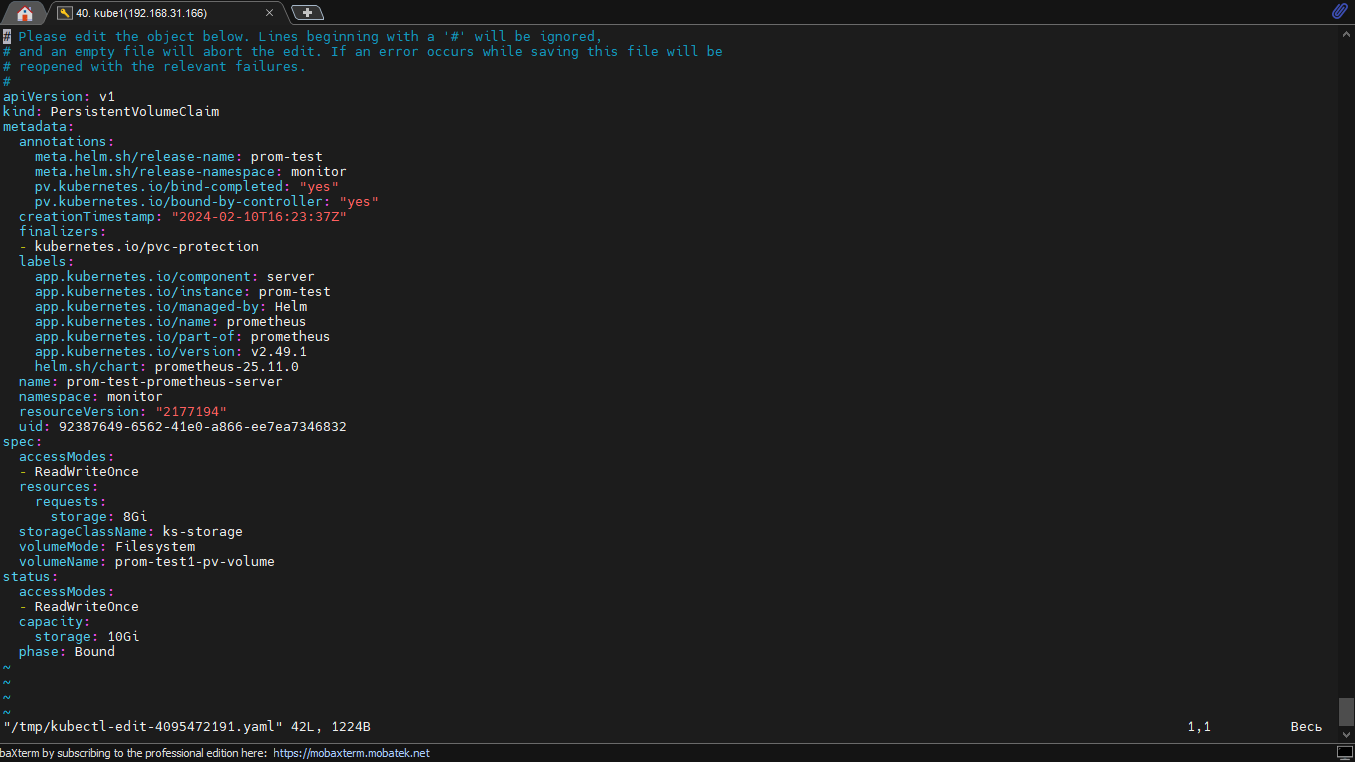 40. kube1(192.168.31.166)
# Please edit the object below. Lines beginning with a '#' will be ignored,
# and an empty file will abort the edit. If an error occurs while saving this file will be
# reopened with the relevant failures.
#
apiVersion: v1
kind: PersistentVolumeClaim
metadata:
  annotations:
    meta.helm.sh/release-name: prom-test
    meta.helm.sh/release-namespace: monitor
    pv.kubernetes.io/bind-completed: "yes"
    pv.kubernetes.io/bound-by-controller: "yes"
  creationTimestamp: "2024-02-10T16:23:37Z"
  finalizers:
  - kubernetes.io/pvc-protection
  labels:
    app.kubernetes.io/component: server
    app.kubernetes.io/instance: prom-test
    app.kubernetes.io/managed-by: Helm
    app.kubernetes.io/name: prometheus
    app.kubernetes.io/part-of: prometheus
    app.kubernetes.io/version: v2.49.1
    helm.sh/chart: prometheus-25.11.0
  name: prom-test-prometheus-server
  namespace: monitor
  resourceVersion: "2177194"
  uid: 92387649-6562-41e0-a866-ee7ea7346832
spec:
  accessModes:
  - ReadWriteOnce
  resources:
    requests:
      storage: 8Gi
  storageClassName: ks-storage
  volumeMode: Filesystem
  volumeName: prom-test1-pv-volume
status:
  accessModes:
  - ReadWriteOnce
  capacity:
    storage: 10Gi
  phase: Bound
~
~
~
~
"/tmp/kubectl-edit-4095472191.yaml" 42L, 1224B 1,1 Весь
baXterm by subscribing to the professional edition here: https://mobaxterm.mobatek.net